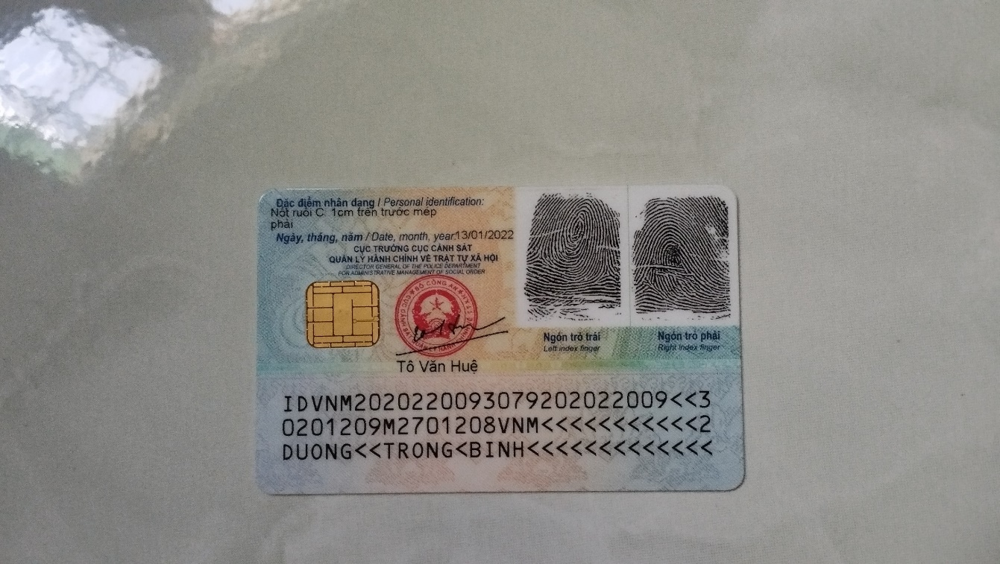 Đặc điểm nhân dạng / Personal identification:
Nốt ruồi C 1cm trên trước mép
phải
Ngày, tháng, năm / Date, month, year:13/01/2022
CỤC TRƯỞNG CỤC CẢNH SÁT
QUẢN LÝ HÀNH CHÍNH VỀ TRẬT TỰ XÃ HỘI
DIRECTOR GENERAL OF THE POLICE DEPARTMENT
FOR ADMINISTRATIVE MANAGEMENT OF SOCIAL ORDER
BỘ CÔNG AN
Tô Văn Huệ
Ngón trỏ trái
Left index finger
Ngón trỏ phải
Right index finger
IDVNM2020220093079202022009<<3
0201209M2701208VNM<<<<<<<<<<<2
DUONG<<TRONG<BINH<<<<<<<<<<<<<